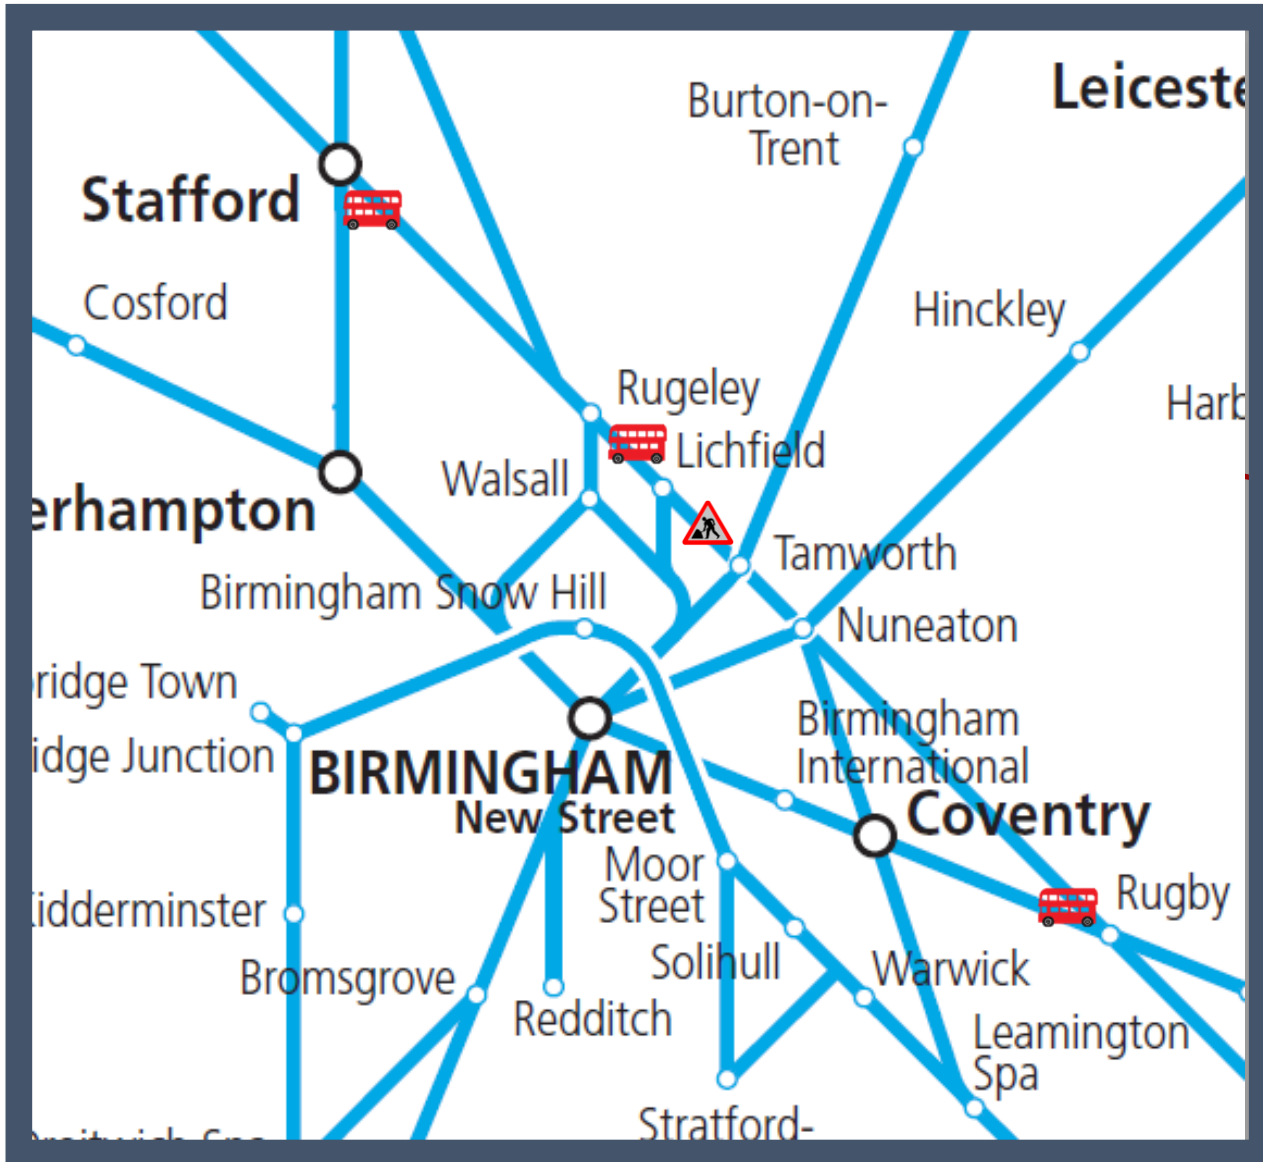 Leiceste
Burton-on-
Trent
Stafford
Cosford
Hinckley
Rugeley
Harb
Lichfield
Walsall
erhampton
Tamworth
Birmingham Snow Hill
Nuneaton
ridge Town
Birmingham
International
idge Junction
BIRMINGHAM
New Street
Coventry
Moor
Street
Rugby
idderminster
Solihull
Warwick
Bromsgrove
Redditch
Leamington
Spa
Stratford-
roitwich Spa